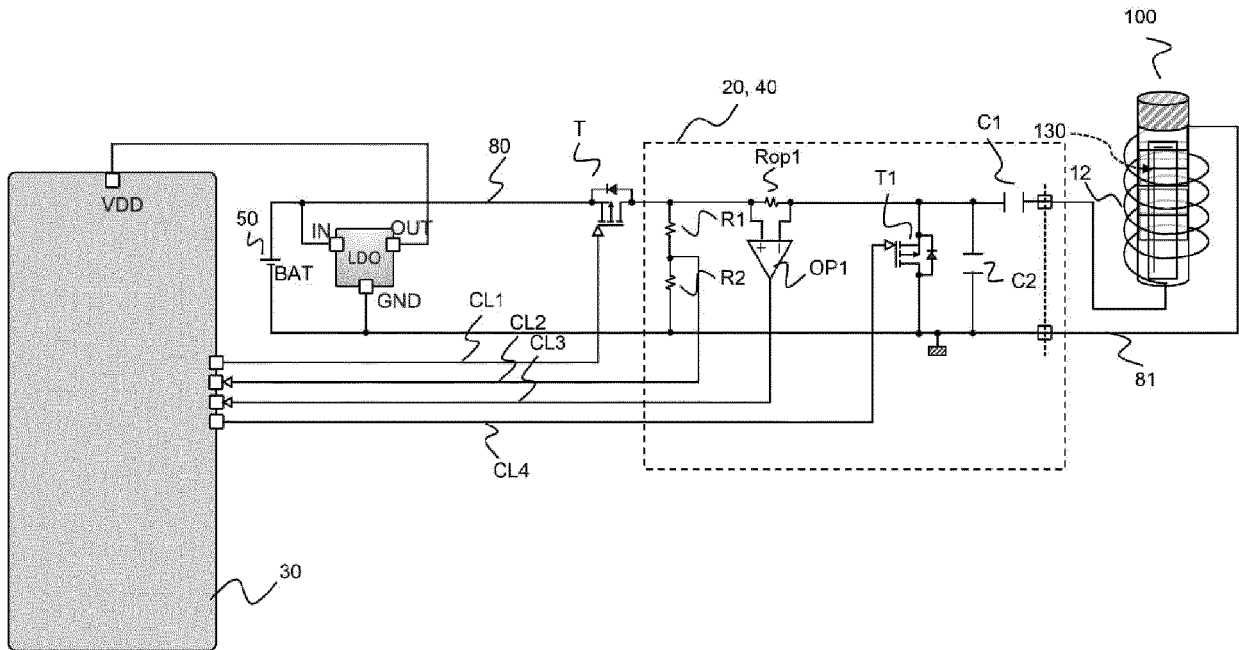 100
20, 40
T
C1
130
80
Rop1
T1
12
VDD
50
IN
OUT
R1
LDO
BAT
OP1
R2
C2
GND
CL1
CL2
CL3
81
CL4
30